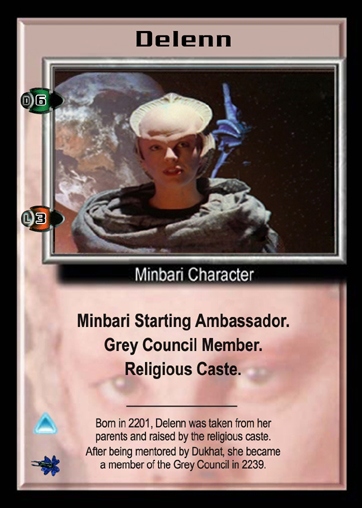 Delenn
D 6
L 3
Minbari Character
Minbari Starting Ambassador.
Grey Council Member.
Religious Caste.
Born in 2201, Delenn was taken from her
parents and raised by the religious caste.
After being mentored by Dukhat, she became
a member of the Grey Council in 2239.